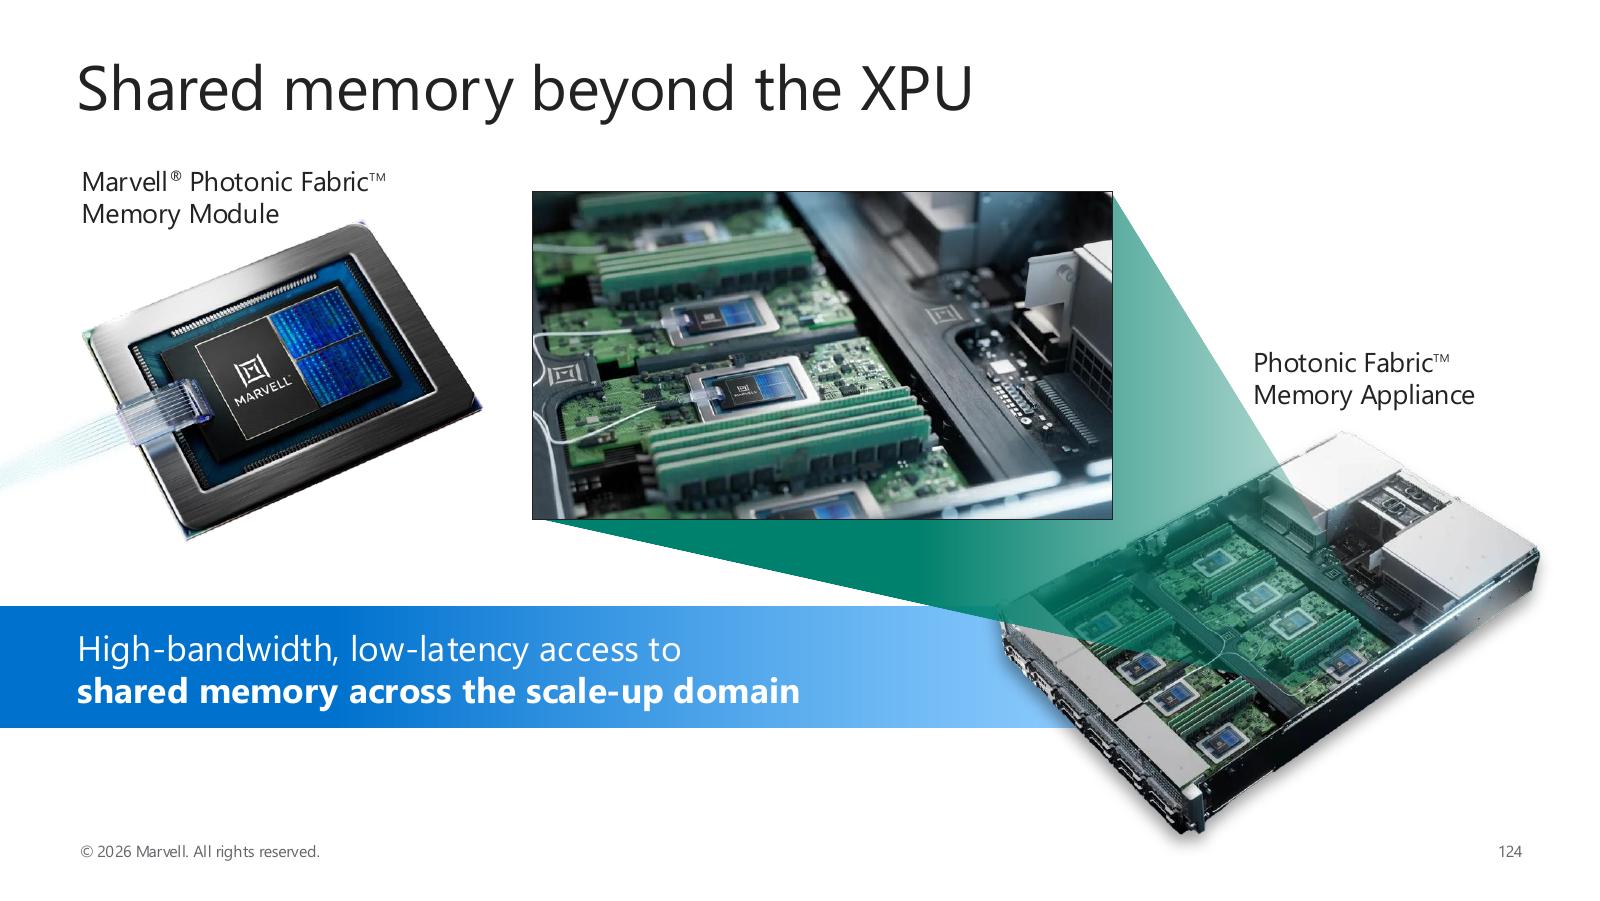 Shared memory beyond the XPU
Marvell® Photonic Fabric™
Memory Module
MARVELL
Photonic Fabric™
Memory Appliance
High-bandwidth, low-latency access to
shared memory across the scale-up domain
© 2026 Marvell. All rights reserved.
124